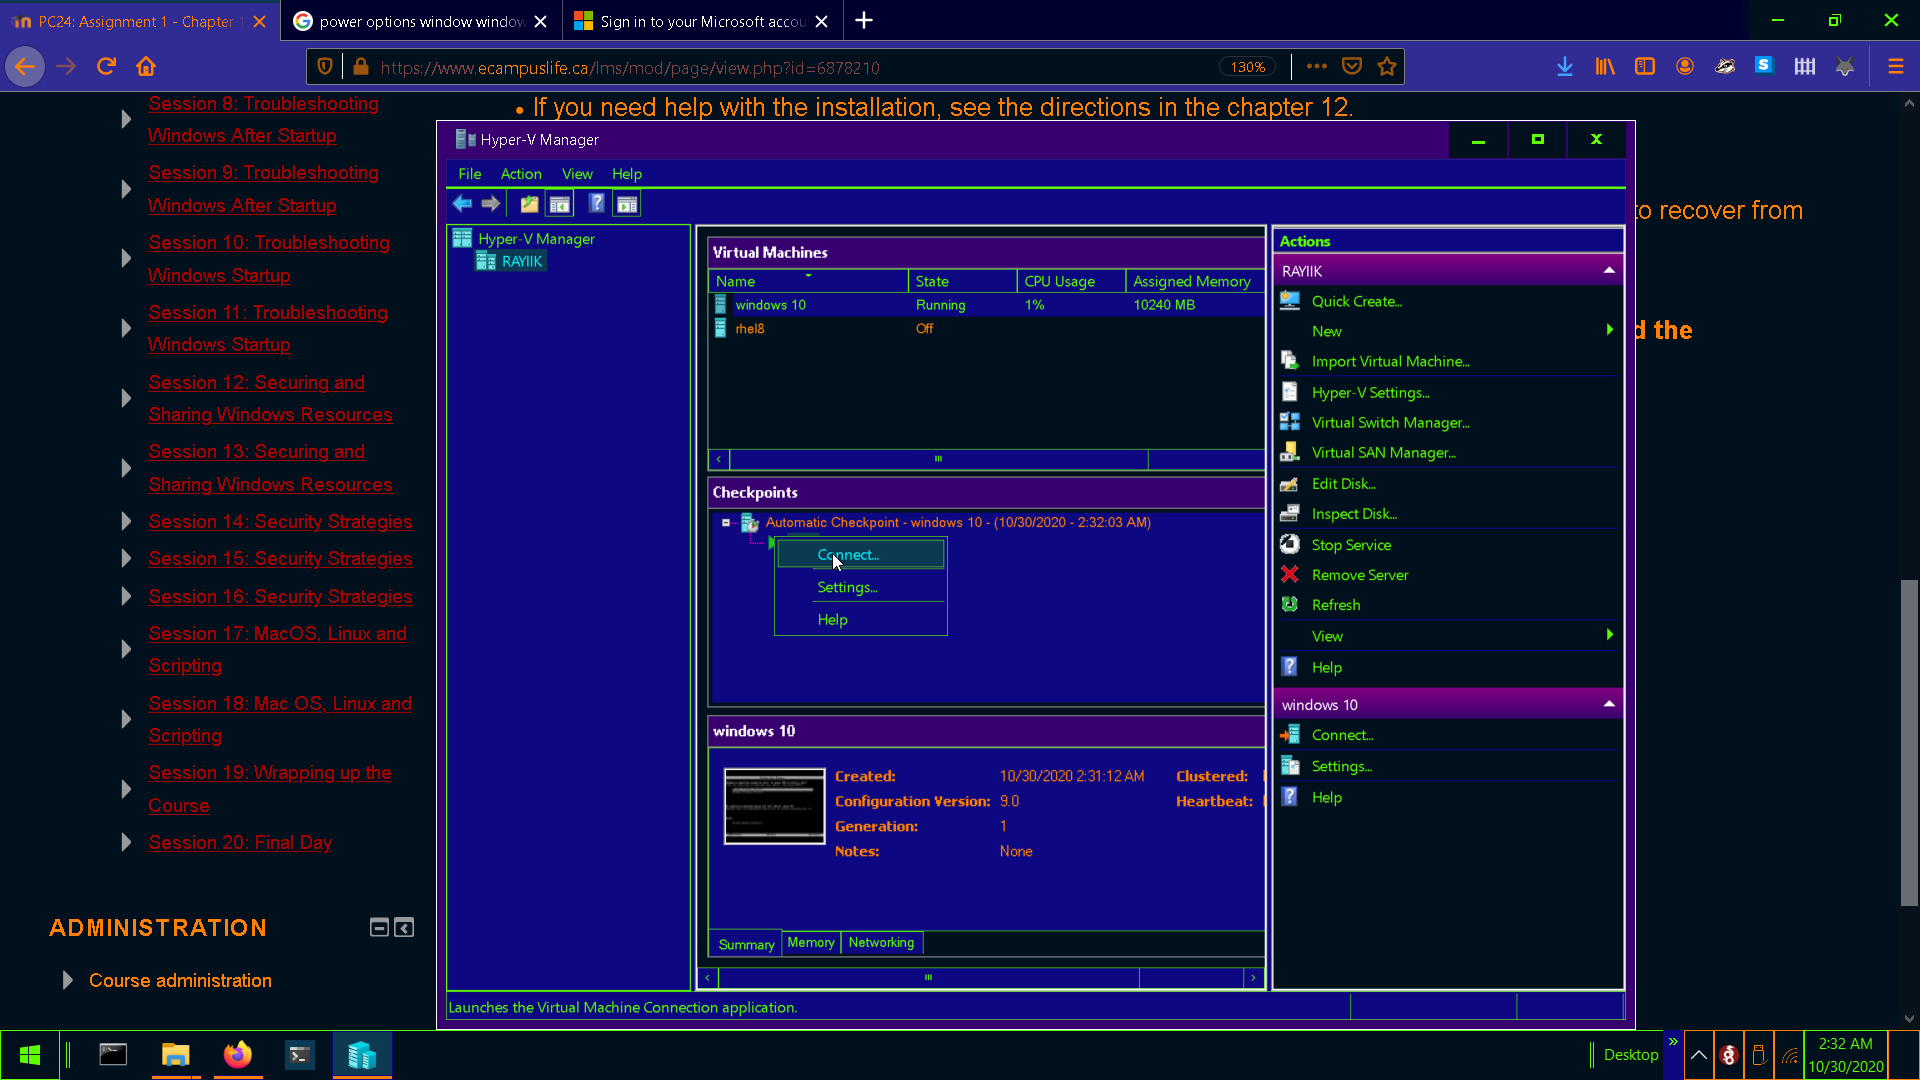 PC24: Assignment 1 - Chapter 1
power options window window
Sign in to your Microsoft accou
https://www.ecampuslife.ca/lms/mod/page/view.php?id=6878210
130%
Session 8: Troubleshooting
Windows After Startup
Session 9: Troubleshooting
Windows After Startup
Session 10: Troubleshooting
Windows Startup
Session 11: Troubleshooting
Windows Startup
Session 12: Securing and
Sharing Windows Resources
Session 13: Securing and
Sharing Windows Resources
Session 14: Security Strategies
Session 15: Security Strategies
Session 16: Security Strategies
Session 17: MacOS, Linux and
Scripting
Session 18: Mac OS, Linux and
Scripting
Session 19: Wrapping up the
Course
Session 20: Final Day
ADMINISTRATION
Course administration
• If you need help with the installation, see the directions in the chapter 12.
to recover from
d the
Hyper-V Manager
File Action View Help
Hyper-V Manager
RAYIIK
Virtual Machines
Name State CPU Usage Assigned Memory
windows 10 Running 1% 10240 MB
rhel8 Off
Checkpoints
Automatic Checkpoint - windows 10 - (10/30/2020 - 2:32:03 AM)
Connect...
Settings...
Help
windows 10
Created: 10/30/2020 2:31:12 AM Clustered:
Configuration Version: 9.0 Heartbeat:
Generation: 1
Notes: None
Summary Memory Networking
Actions
RAYIIK
Quick Create...
New
Import Virtual Machine...
Hyper-V Settings...
Virtual Switch Manager...
Virtual SAN Manager...
Edit Disk...
Inspect Disk...
Stop Service
Remove Server
Refresh
View
Help
windows 10
Connect...
Settings...
Help
Launches the Virtual Machine Connection application.
Desktop
2:32 AM
10/30/2020